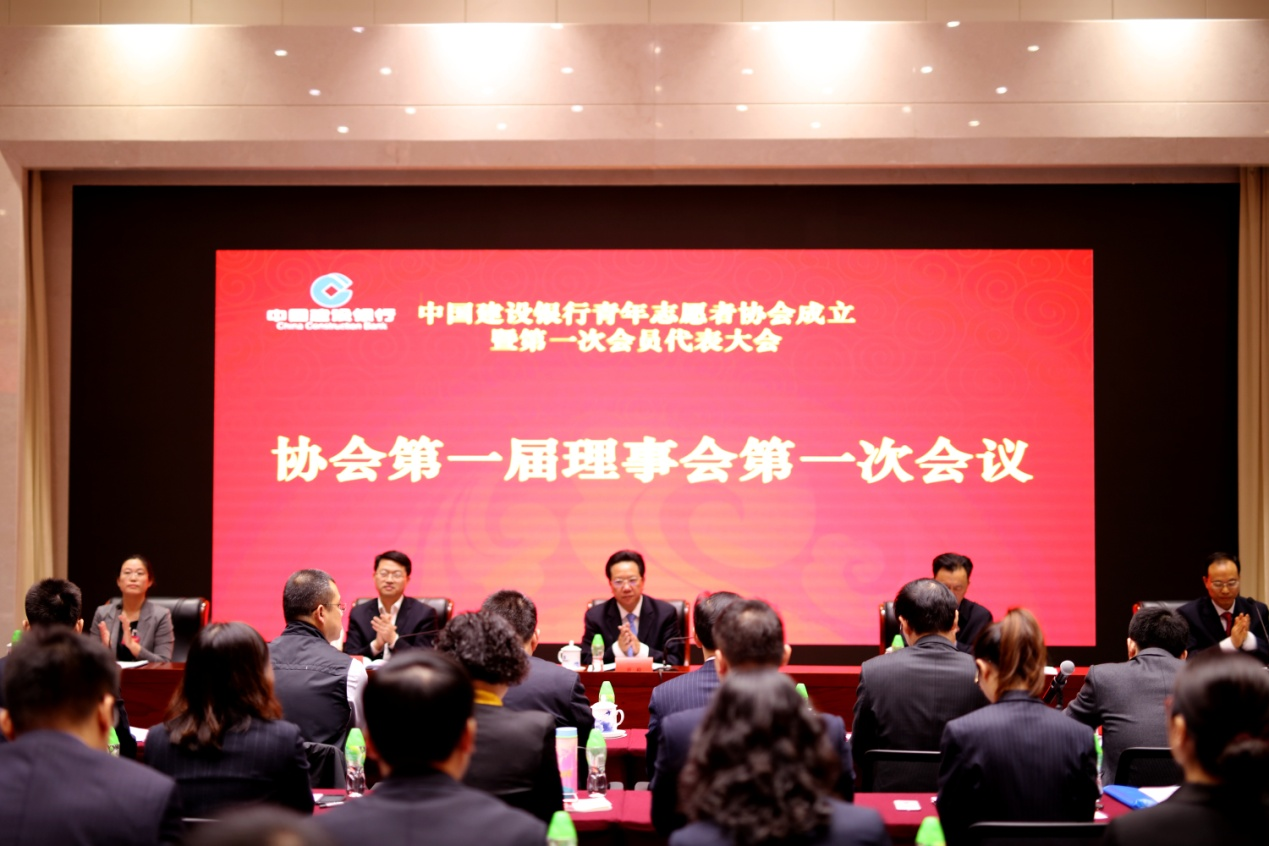 中国建设银行
China Construction Bank
中国建设银行青年志愿者协会成立
暨第一次会员代表大会
协会第一届理事会第一次会议